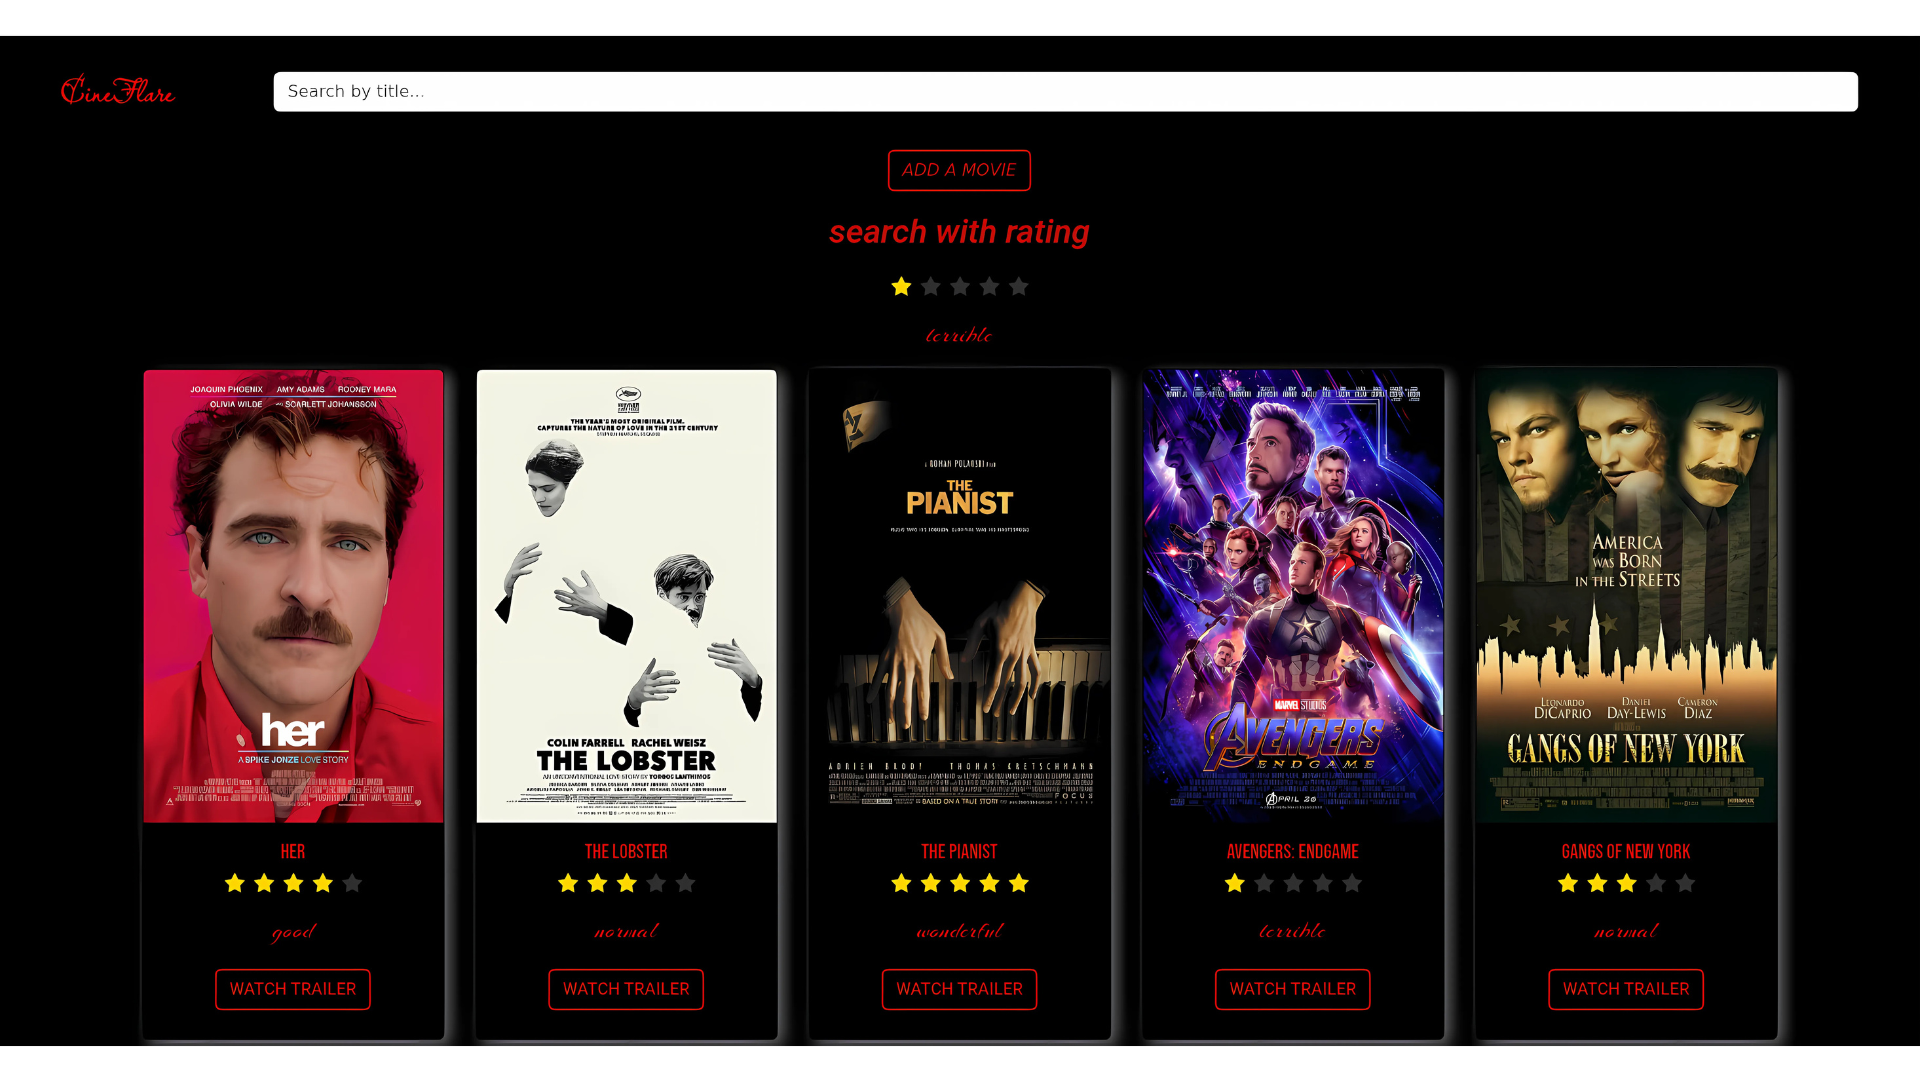 CineFlare
Search by title...
ADD A MOVIE
search with rating
terrible
JOAQUIN PHOENIX AMY ADAMS ROONEY MARA
OLIVIA WILDE AND SCARLETT JOHANSSON
her
A SPIKE JONZE LOVE STORY
HER
good
WATCH TRAILER
THE YEAR'S MOST ORIGINAL FILM.
CAPTURES THE NATURE OF LOVE IN THE 21ST CENTURY
COLIN FARRELL RACHEL WEISZ
THE LOBSTER
AN UNCONVENTIONAL LOVE STORY BY YORGOS LANTHIMOS
THE LOBSTER
normal
WATCH TRAILER
A ROMAN POLANSKI FILM
THE
PIANIST
ADRIEN BRODY THOMAS KRETSCHMANN
BASED ON A TRUE STORY
FOCUS
THE PIANIST
wonderful
WATCH TRAILER
MARVEL STUDIOS
AVENGERS
ENDGAME
APRIL 26
AVENGERS: ENDGAME
terrible
WATCH TRAILER
AMERICA
WAS BORN
IN THE STREETS
LEONARDO DICAPRIO DANIEL DAY-LEWIS CAMERON DIAZ
GANGS OF NEW YORK
R
MIRAMAX
GANGS OF NEW YORK
normal
WATCH TRAILER